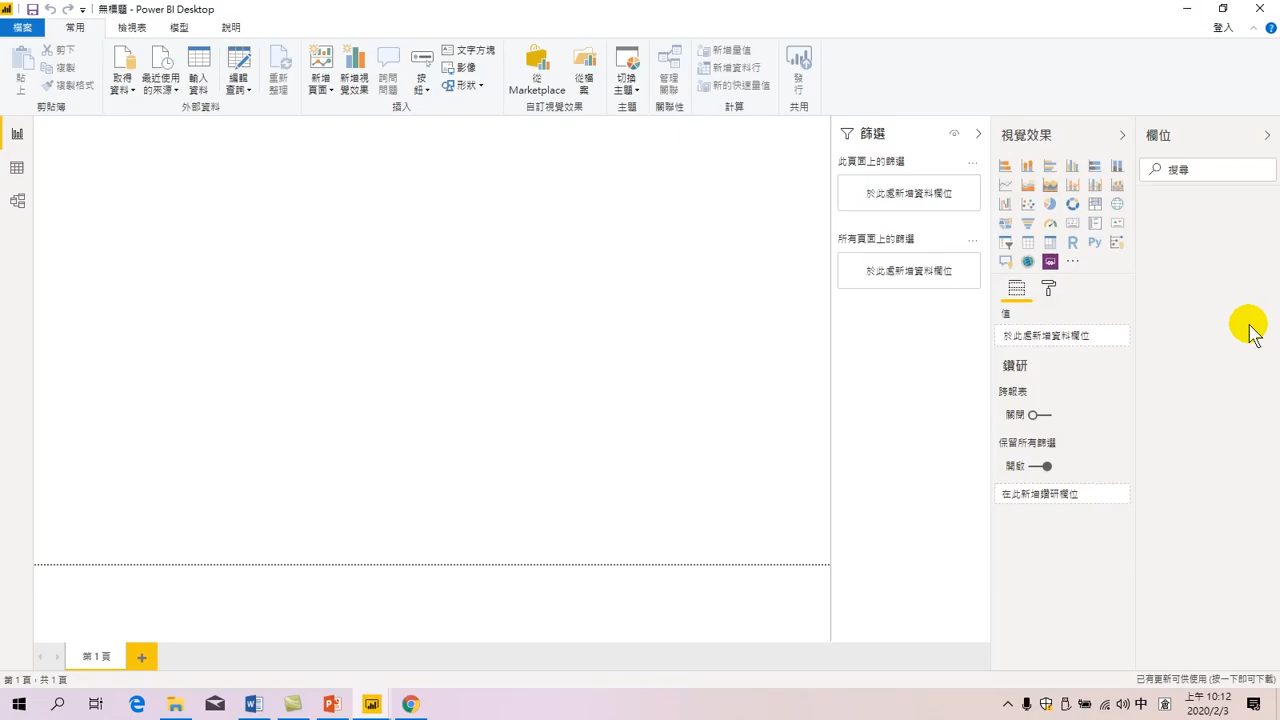 無標題 - Power BI Desktop
檔案 常用 檢視表 模型 說明 登入
貼上
剪下
複製
複製格式
剪貼簿
取得資料
最近使用的來源
輸入資料
編輯查詢
重新整理
外部資料
新增頁面
新增視覺效果
詢問問題
按鈕
文字方塊
影像
形狀
插入
從 Marketplace
從檔案
自訂視覺效果
切換主題
主題
管理關聯
關聯性
新增量值
新增資料行
新的快速量值
計算
發行
共用
篩選
此頁面上的篩選
於此處新增資料欄位
所有頁面上的篩選
於此處新增資料欄位
視覺效果
R
Py
值
於此處新增資料欄位
鑽研
跨報表
關閉
保留所有篩選
開啟
在此新增鑽研欄位
欄位
搜尋
第 1 頁
第 1 頁，共 1 頁
已有更新可供使用 (按一下即可下載)
中
上午 10:12
2020/2/3